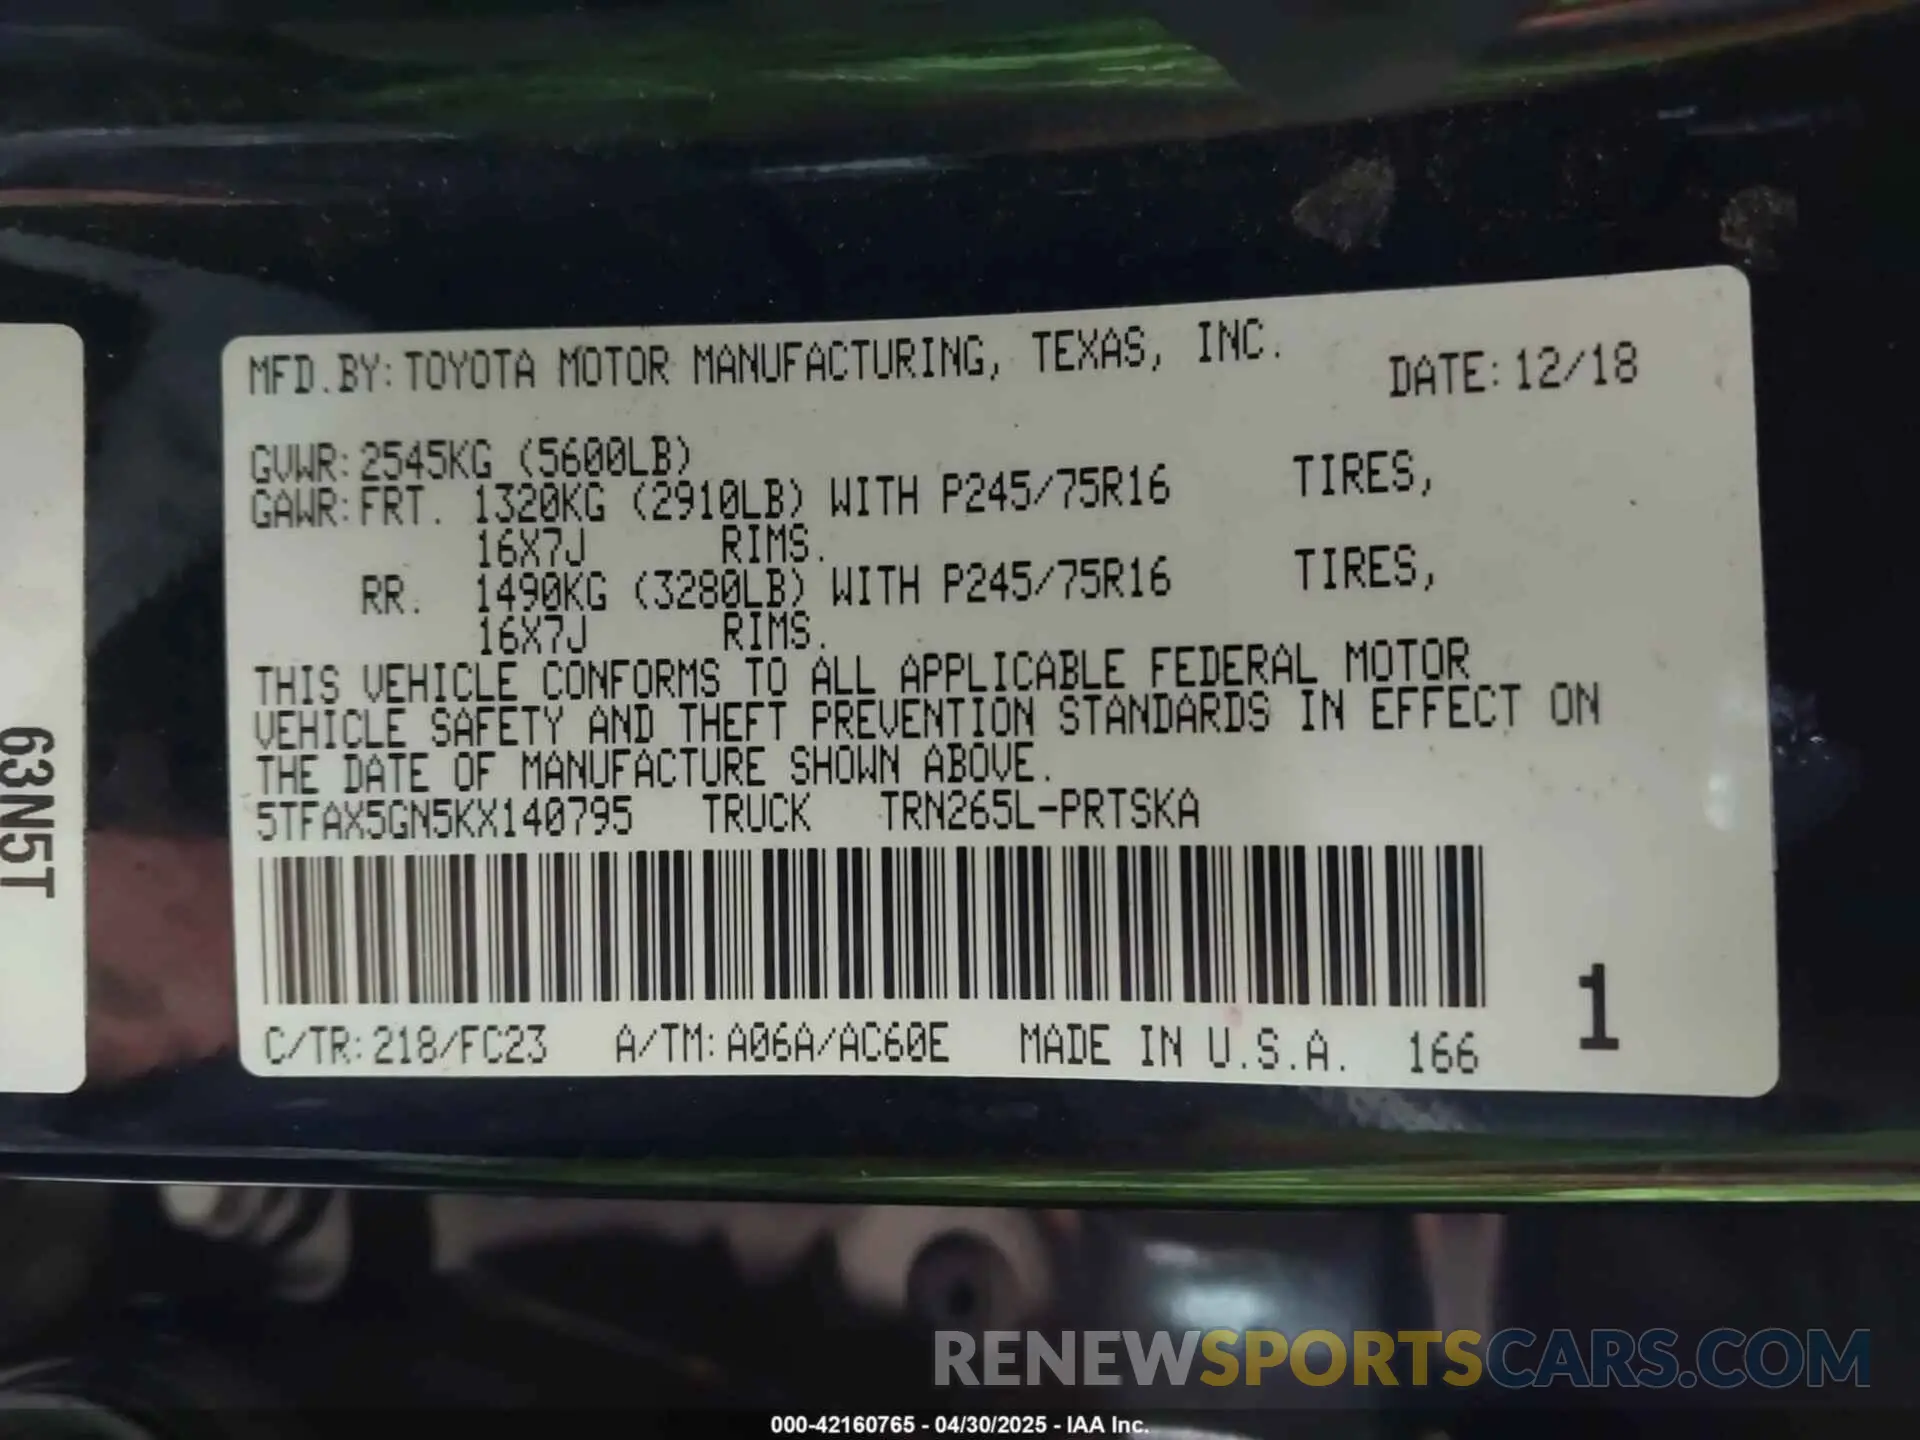 MFD.BY:TOYOTA MOTOR MANUFACTURING, TEXAS, INC. DATE:12/18
GVWR:2545KG (5600LB)
GAWR:FRT. 1320KG (2910LB) WITH P245/75R16 TIRES,
16X7J RIMS.
RR. 1490KG (3280LB) WITH P245/75R16 TIRES,
16X7J RIMS.
THIS VEHICLE CONFORMS TO ALL APPLICABLE FEDERAL MOTOR
VEHICLE SAFETY AND THEFT PREVENTION STANDARDS IN EFFECT ON
THE DATE OF MANUFACTURE SHOWN ABOVE.
5TFAX5GN5KX140795 TRUCK TRN265L-PRTSKA
C/TR:218/FC23 A/TM:A06A/AC60E MADE IN U.S.A. 166
1
63N5T
RENEWSPORTSCARS.COM
000-42160765 - 04/30/2025 - IAA Inc.